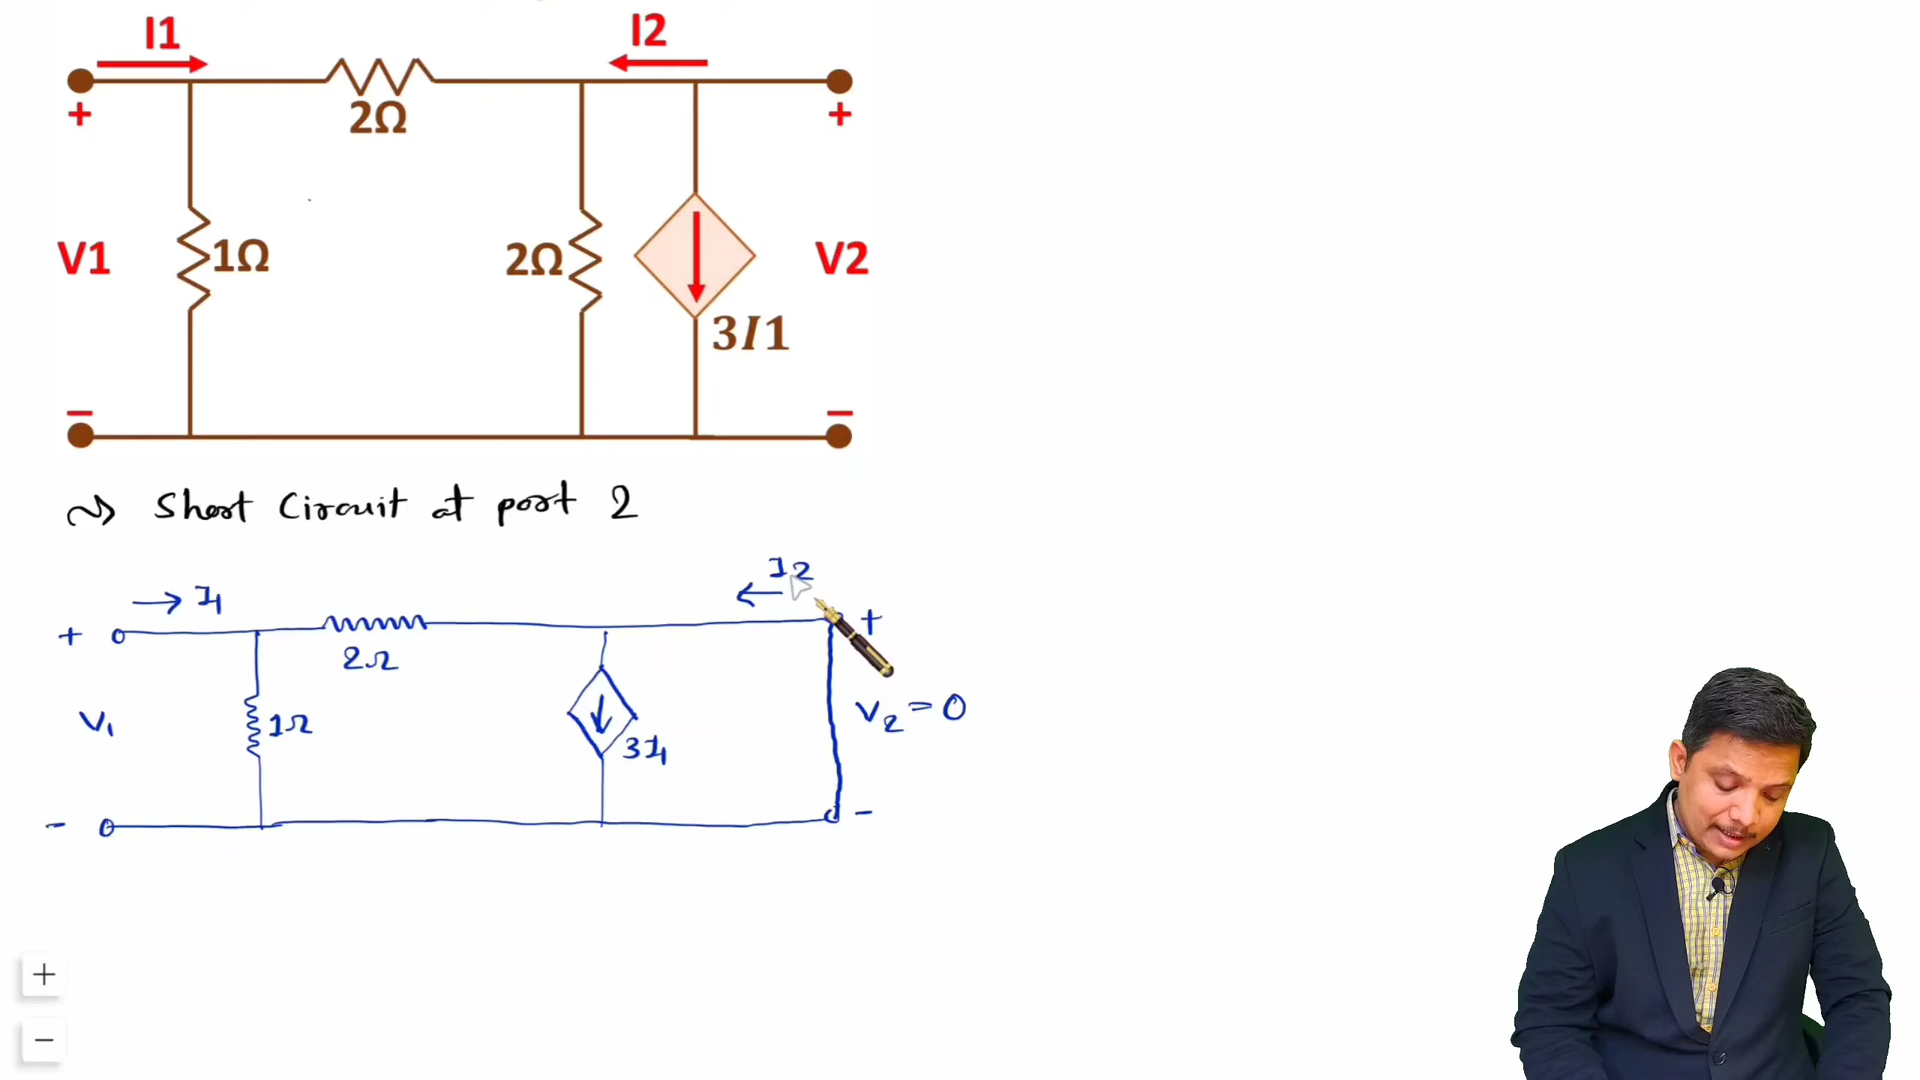 I1 I2
2Ω
+ +
V1 1Ω 2Ω V2
3I1
− −
~> Short Circuit at port 2
→ I1 ← I2
+ 2Ω +
V1 1Ω 3I1 V2 = 0
- -
+
−